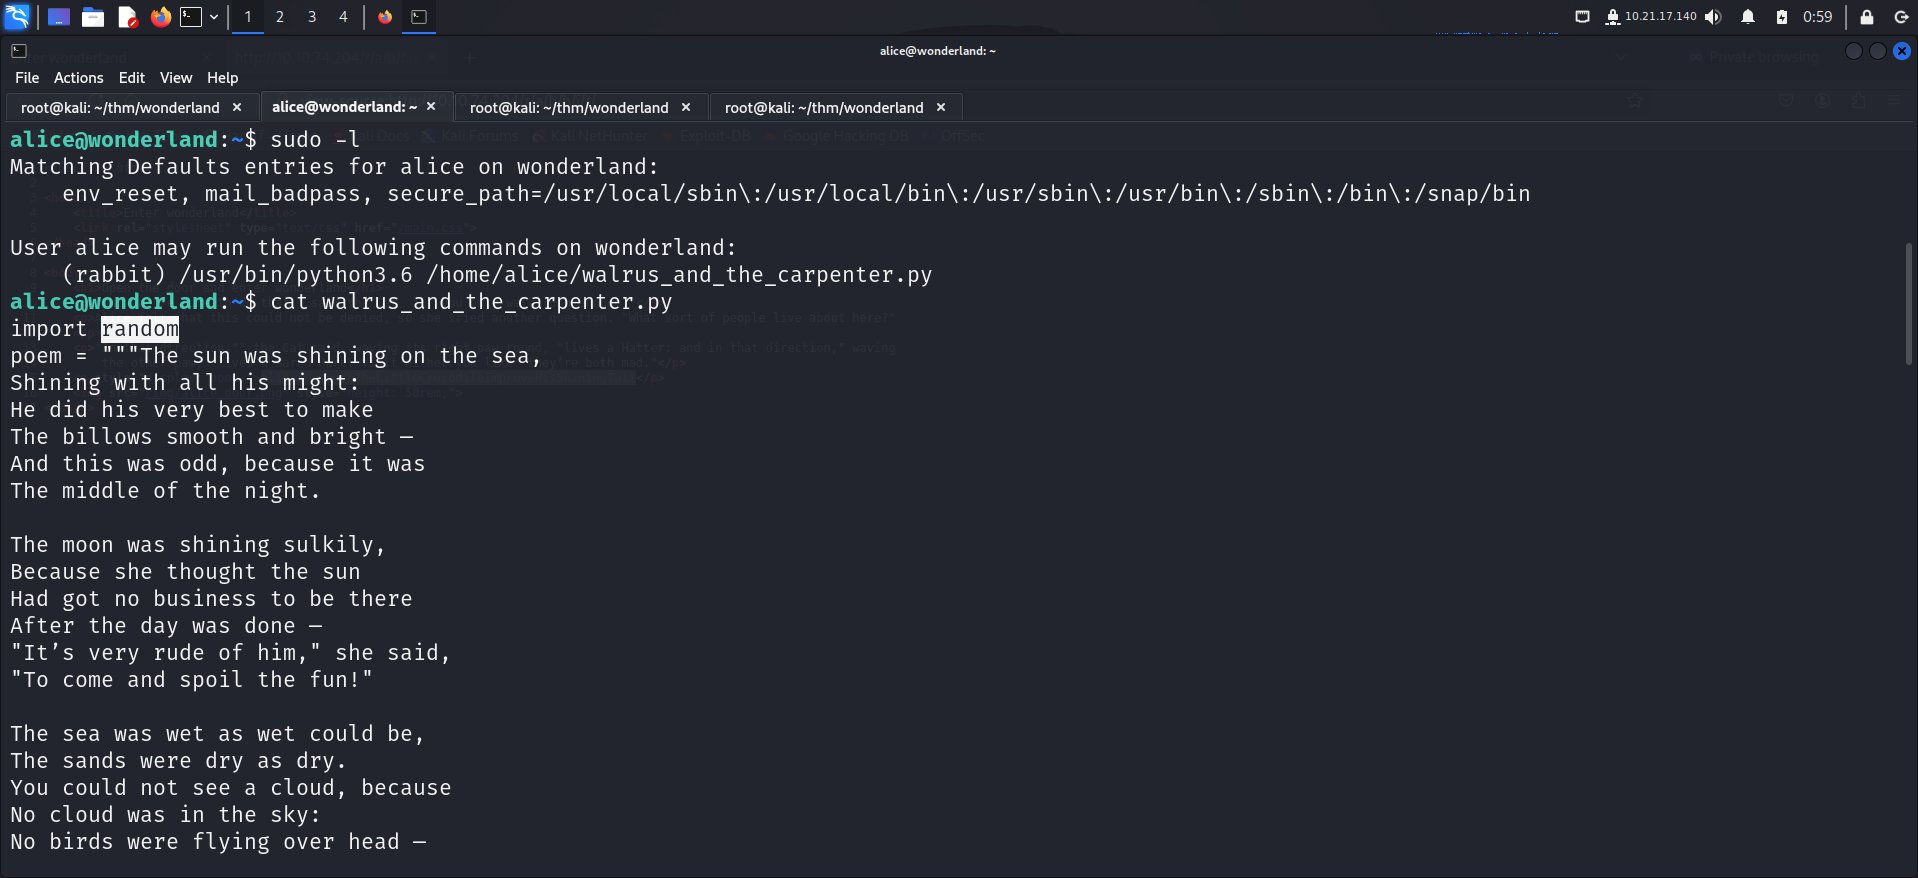 1 2 3 4
10.21.17.140
0:59
alice@wonderland: ~
File Actions Edit View Help
root@kali: ~/thm/wonderland × alice@wonderland: ~ × root@kali: ~/thm/wonderland × root@kali: ~/thm/wonderland ×
alice@wonderland:~$ sudo -l
Matching Defaults entries for alice on wonderland:
    env_reset, mail_badpass, secure_path=/usr/local/sbin\:/usr/local/bin\:/usr/sbin\:/usr/bin\:/sbin\:/bin\:/snap/bin

User alice may run the following commands on wonderland:
    (rabbit) /usr/bin/python3.6 /home/alice/walrus_and_the_carpenter.py
alice@wonderland:~$ cat walrus_and_the_carpenter.py
import random
poem = """The sun was shining on the sea,
Shining with all his might:
He did his very best to make
The billows smooth and bright —
And this was odd, because it was
The middle of the night.

The moon was shining sulkily,
Because she thought the sun
Had got no business to be there
After the day was done —
"It’s very rude of him," she said,
"To come and spoil the fun!"

The sea was wet as wet could be,
The sands were dry as dry.
You could not see a cloud, because
No cloud was in the sky:
No birds were flying over head —